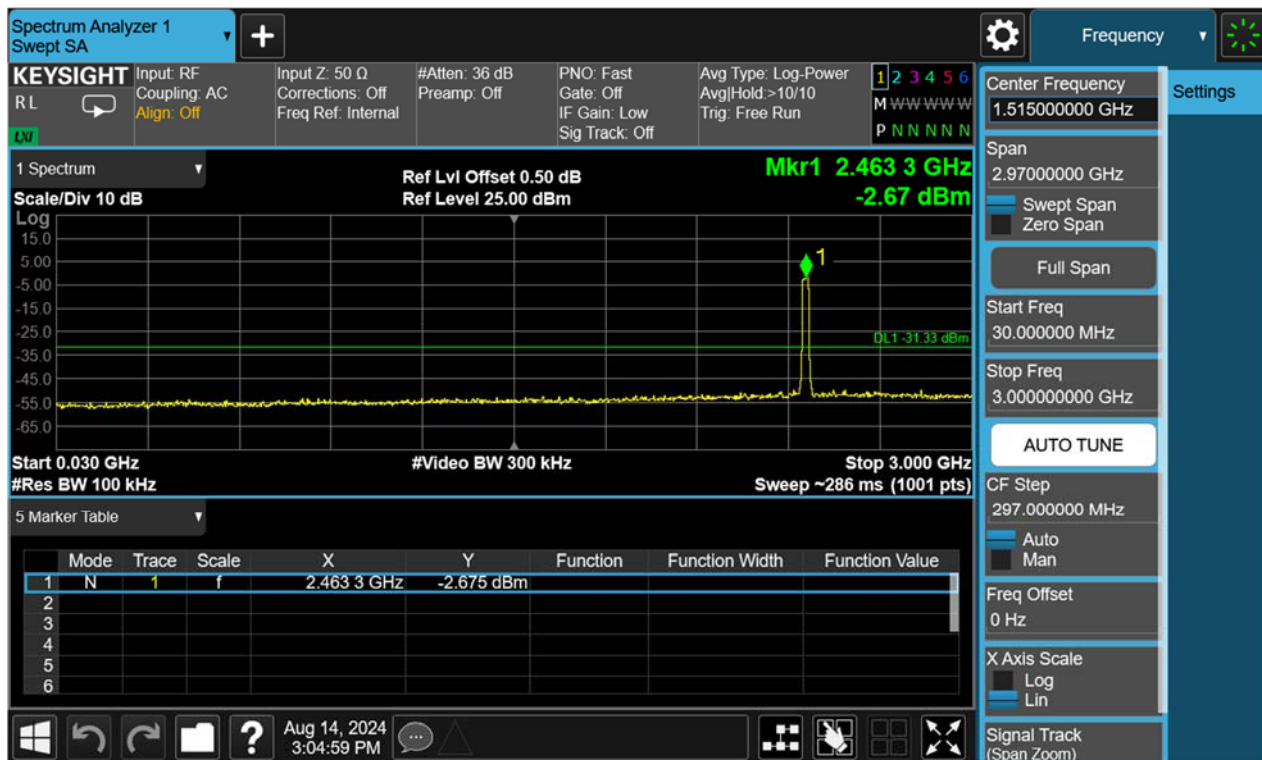 Spectrum Analyzer 1
Swept SA
+
Frequency
KEYSIGHT
RL
LXI
Input: RF
Coupling: AC
Align: Off
Input Z: 50 Ω
Corrections: Off
Freq Ref: Internal
#Atten: 36 dB
Preamp: Off
PNO: Fast
Gate: Off
IF Gain: Low
Sig Track: Off
Avg Type: Log-Power
Avg|Hold:>10/10
Trig: Free Run
1 2 3 4 5 6
M W W W W W
P N N N N N
1 Spectrum
Scale/Div 10 dB
Ref Lvl Offset 0.50 dB
Ref Level 25.00 dBm
Mkr1 2.463 3 GHz
-2.67 dBm
Log
15.0
5.00
-5.00
-15.0
-25.0
-35.0
-45.0
-55.0
-65.0
1
DL1 -31.33 dBm
Start 0.030 GHz
#Video BW 300 kHz
Stop 3.000 GHz
#Res BW 100 kHz
Sweep ~286 ms (1001 pts)
5 Marker Table
Mode Trace Scale X Y Function Function Width Function Value
1 N 1 f 2.463 3 GHz -2.675 dBm
2
3
4
5
6
?
Aug 14, 2024
3:04:59 PM
Center Frequency
1.515000000 GHz
Span
2.97000000 GHz
Swept Span
Zero Span
Full Span
Start Freq
30.000000 MHz
Stop Freq
3.000000000 GHz
AUTO TUNE
CF Step
297.000000 MHz
Auto
Man
Freq Offset
0 Hz
X Axis Scale
Log
Lin
Signal Track
(Span Zoom)
Settings